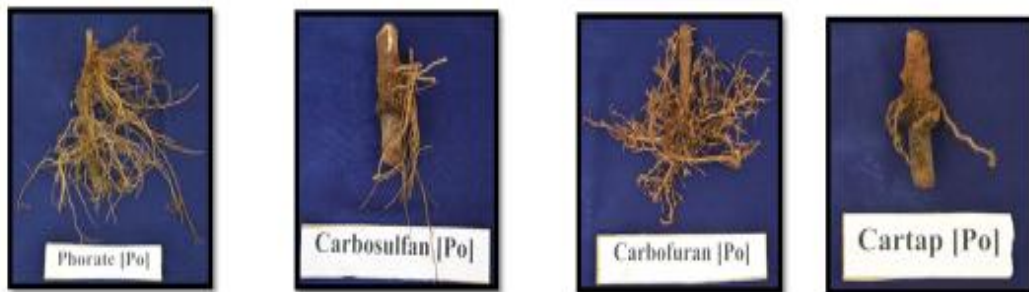 Phorate [Po]
Carbosulfan [Po]
Carbofuran [Po]
Cartap [Po]